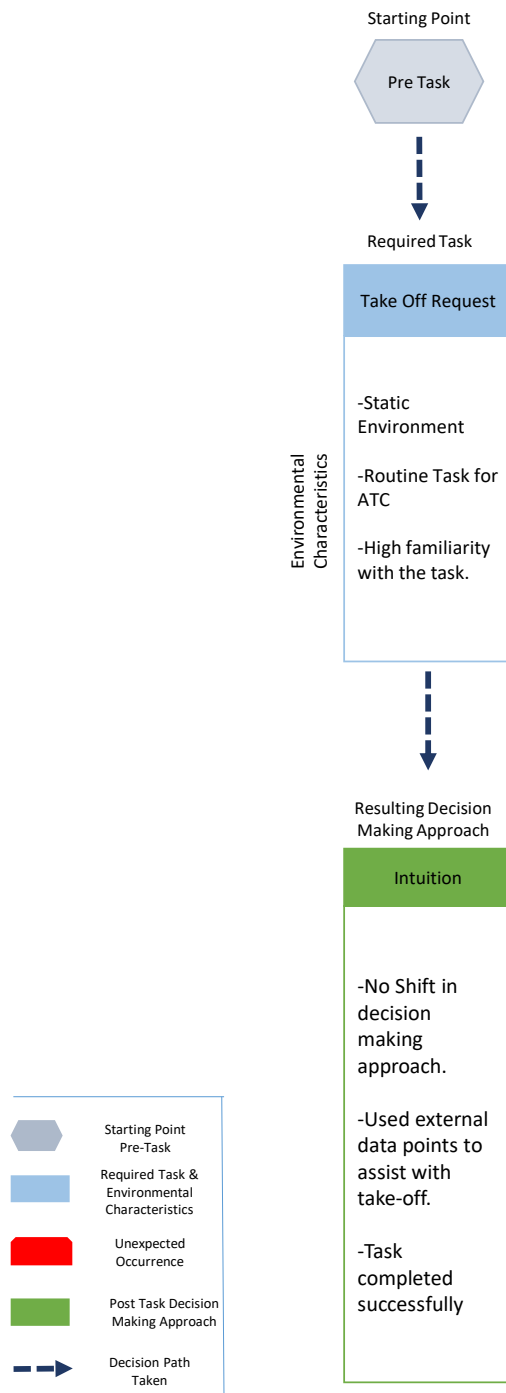 Starting Point
Pre Task
Required Task
Take Off Request
Environmental
Characteristics
-Static
Environment
-Routine Task for
ATC
-High familiarity
with the task.
Resulting Decision
Making Approach
Intuition
-No Shift in
decision
making
approach.
-Used external
data points to
assist with
take-off.
-Task
completed
successfully
Starting Point
Pre-Task
Required Task &
Environmental
Characteristics
Unexpected
Occurrence
Post Task Decision
Making Approach
Decision Path
Taken